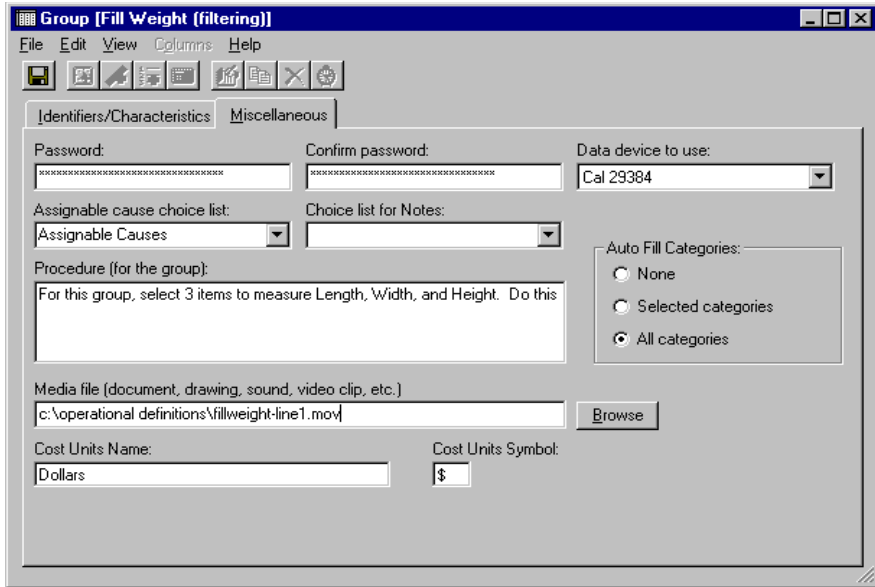 Group [Fill Weight (filtering)]
File Edit View Columns Help
Identifiers/Characteristics Miscellaneous
Password: Confirm password: Data device to use:
******************************** ******************************** Cal 29384
Assignable cause choice list: Choice list for Notes:
Assignable Causes
Auto Fill Categories:
Procedure (for the group):
None
For this group, select 3 items to measure Length, Width, and Height. Do this
Selected categories
All categories
Media file (document, drawing, sound, video clip, etc.)
c:\operational definitions\fillweight-line1.mov
Browse
Cost Units Name: Cost Units Symbol:
Dollars $